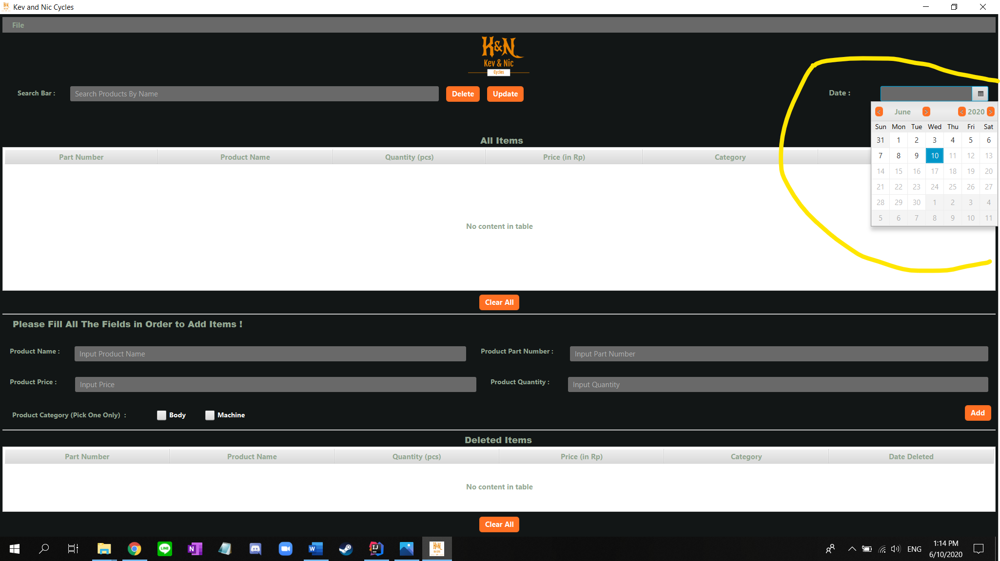 Kev and Nic Cycles
File
K&N
Kev & Nic
Cycles
Search Bar : Search Products By Name Delete Update Date :
< June > < 2020 >
Sun Mon Tue Wed Thu Fri Sat
31 1 2 3 4 5 6
7 8 9 10 11 12 13
14 15 16 17 18 19 20
21 22 23 24 25 26 27
28 29 30 1 2 3 4
5 6 7 8 9 10 11
All Items
Part Number Product Name Quantity (pcs) Price (in Rp) Category
No content in table
Clear All
Please Fill All The Fields in Order to Add Items !
Product Name : Input Product Name Product Part Number : Input Part Number
Product Price : Input Price Product Quantity : Input Quantity
Product Category (Pick One Only) : Body Machine Add
Deleted Items
Part Number Product Name Quantity (pcs) Price (in Rp) Category Date Deleted
No content in table
Clear All
LINE N W IJ K&N ENG 1:14 PM
6/10/2020